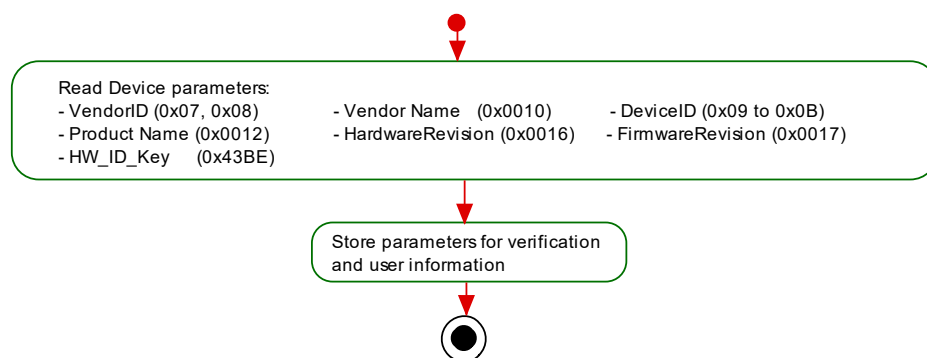 Read Device parameters:
- VendorID (0x07, 0x08) - Vendor Name (0x0010) - DeviceID (0x09 to 0x0B)
- Product Name (0x0012) - HardwareRevision (0x0016) - FirmwareRevision (0x0017)
- HW_ID_Key (0x43BE)
Store parameters for verification
and user information